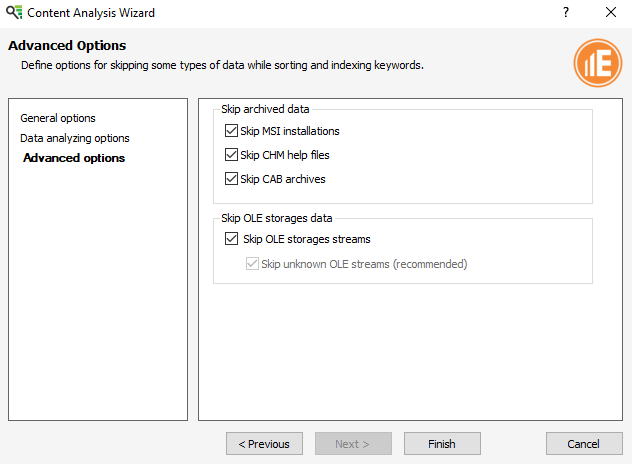 Content Analysis Wizard
?
Advanced Options
Define options for skipping some types of data while sorting and indexing keywords.
E
General options
Data analyzing options
Advanced options
Skip archived data
Skip MSI installations
Skip CHM help files
Skip CAB archives
Skip OLE storages data
Skip OLE storages streams
Skip unknown OLE streams (recommended)
< Previous
Next >
Finish
Cancel